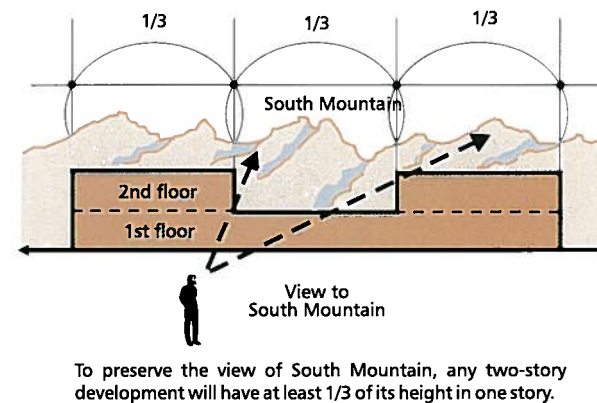 1/3 1/3 1/3
South Mountain
2nd floor
1st floor
View to
South Mountain
To preserve the view of South Mountain, any two-story
development will have at least 1/3 of its height in one story.